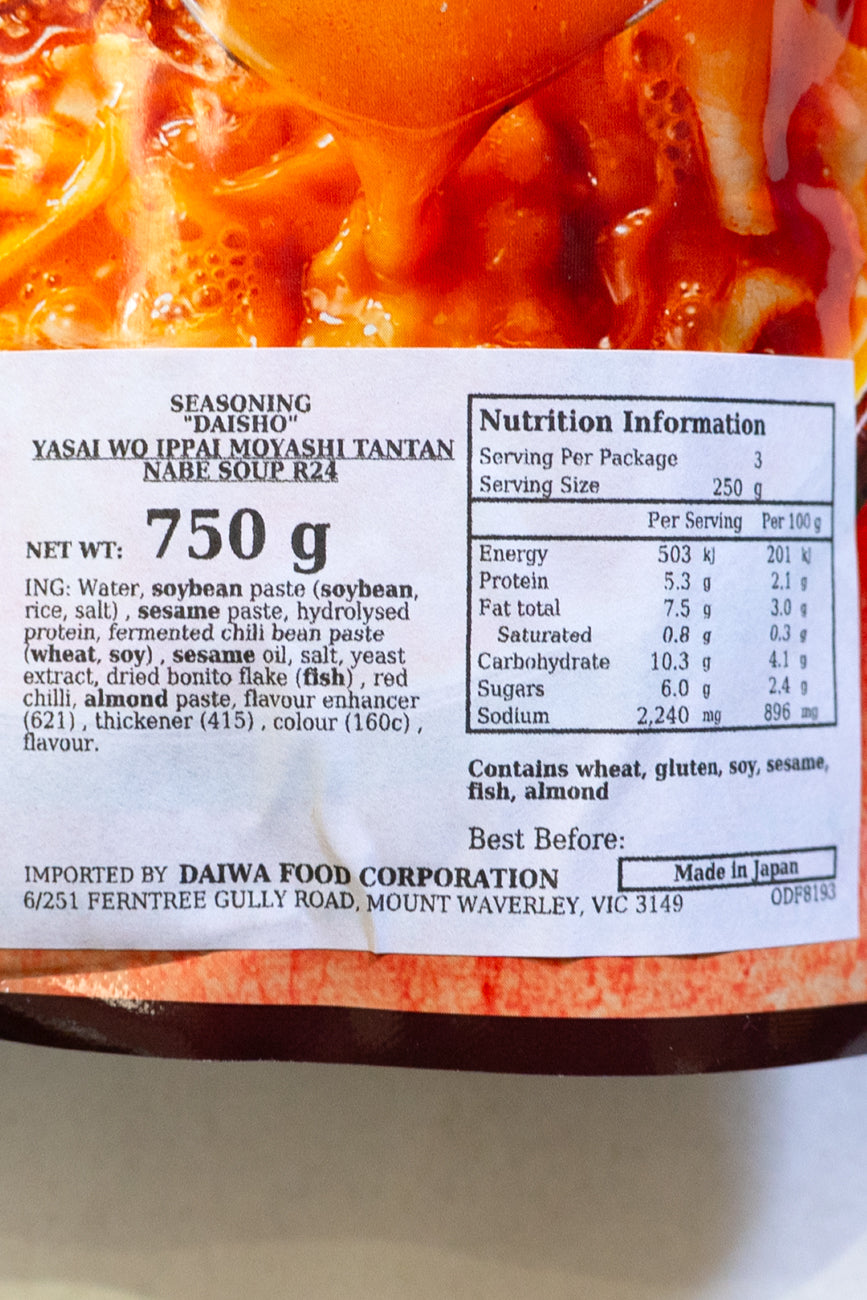 SEASONING
"DAISHO"
YASAI WO IPPAI MOYASHI TANTAN
NABE SOUP R24
NET WT: 750 g
ING: Water, soybean paste (soybean,
rice, salt) , sesame paste, hydrolysed
protein, fermented chili bean paste
(wheat, soy) , sesame oil, salt, yeast
extract, dried bonito flake (fish) , red
chilli, almond paste, flavour enhancer
(621) , thickener (415) , colour (160c) ,
flavour.
Nutrition Information
Serving Per Package 3
Serving Size 250 g
Per Serving Per 100 g
Energy 503 kJ 201 kJ
Protein 5.3 g 2.1 g
Fat total 7.5 g 3.0 g
Saturated 0.8 g 0.3 g
Carbohydrate 10.3 g 4.1 g
Sugars 6.0 g 2.4 g
Sodium 2,240 mg 896 mg
Contains wheat, gluten, soy, sesame,
fish, almond
Best Before:
IMPORTED BY DAIWA FOOD CORPORATION
6/251 FERNTREE GULLY ROAD, MOUNT WAVERLEY, VIC 3149
Made in Japan
ODF8193